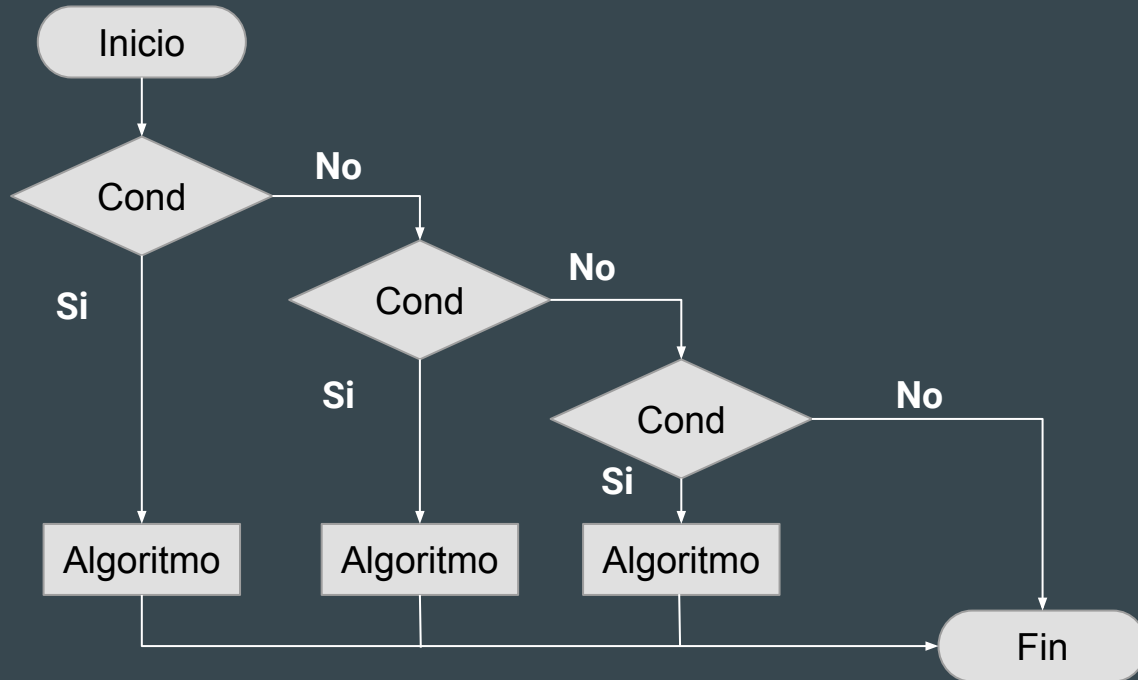 Inicio
Cond
No
Si
Cond
No
Si
Cond
No
Si
Algoritmo
Algoritmo
Algoritmo
Fin